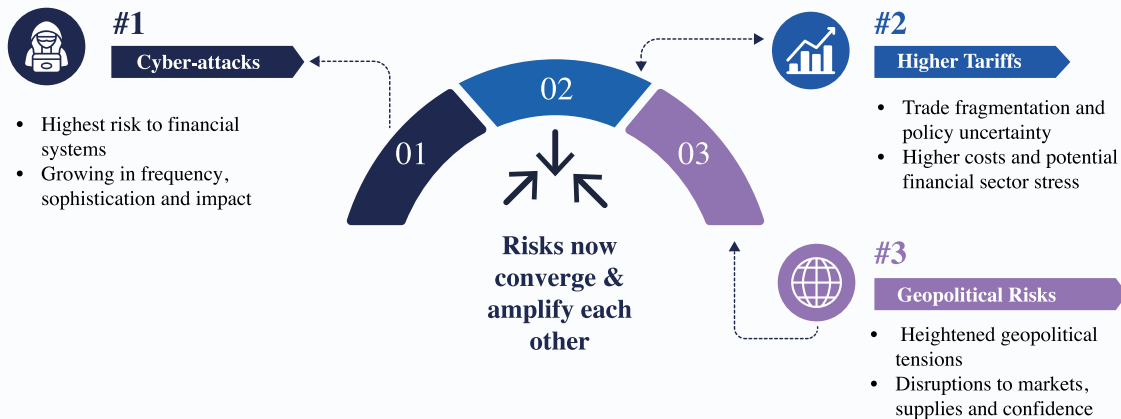 #1
Cyber-attacks
• Highest risk to financial
systems
• Growing in frequency,
sophistication and impact
01
02
03
Risks now
converge &
amplify each
other
#2
Higher Tariffs
• Trade fragmentation and
policy uncertainty
• Higher costs and potential
financial sector stress
#3
Geopolitical Risks
• Heightened geopolitical
tensions
• Disruptions to markets,
supplies and confidence